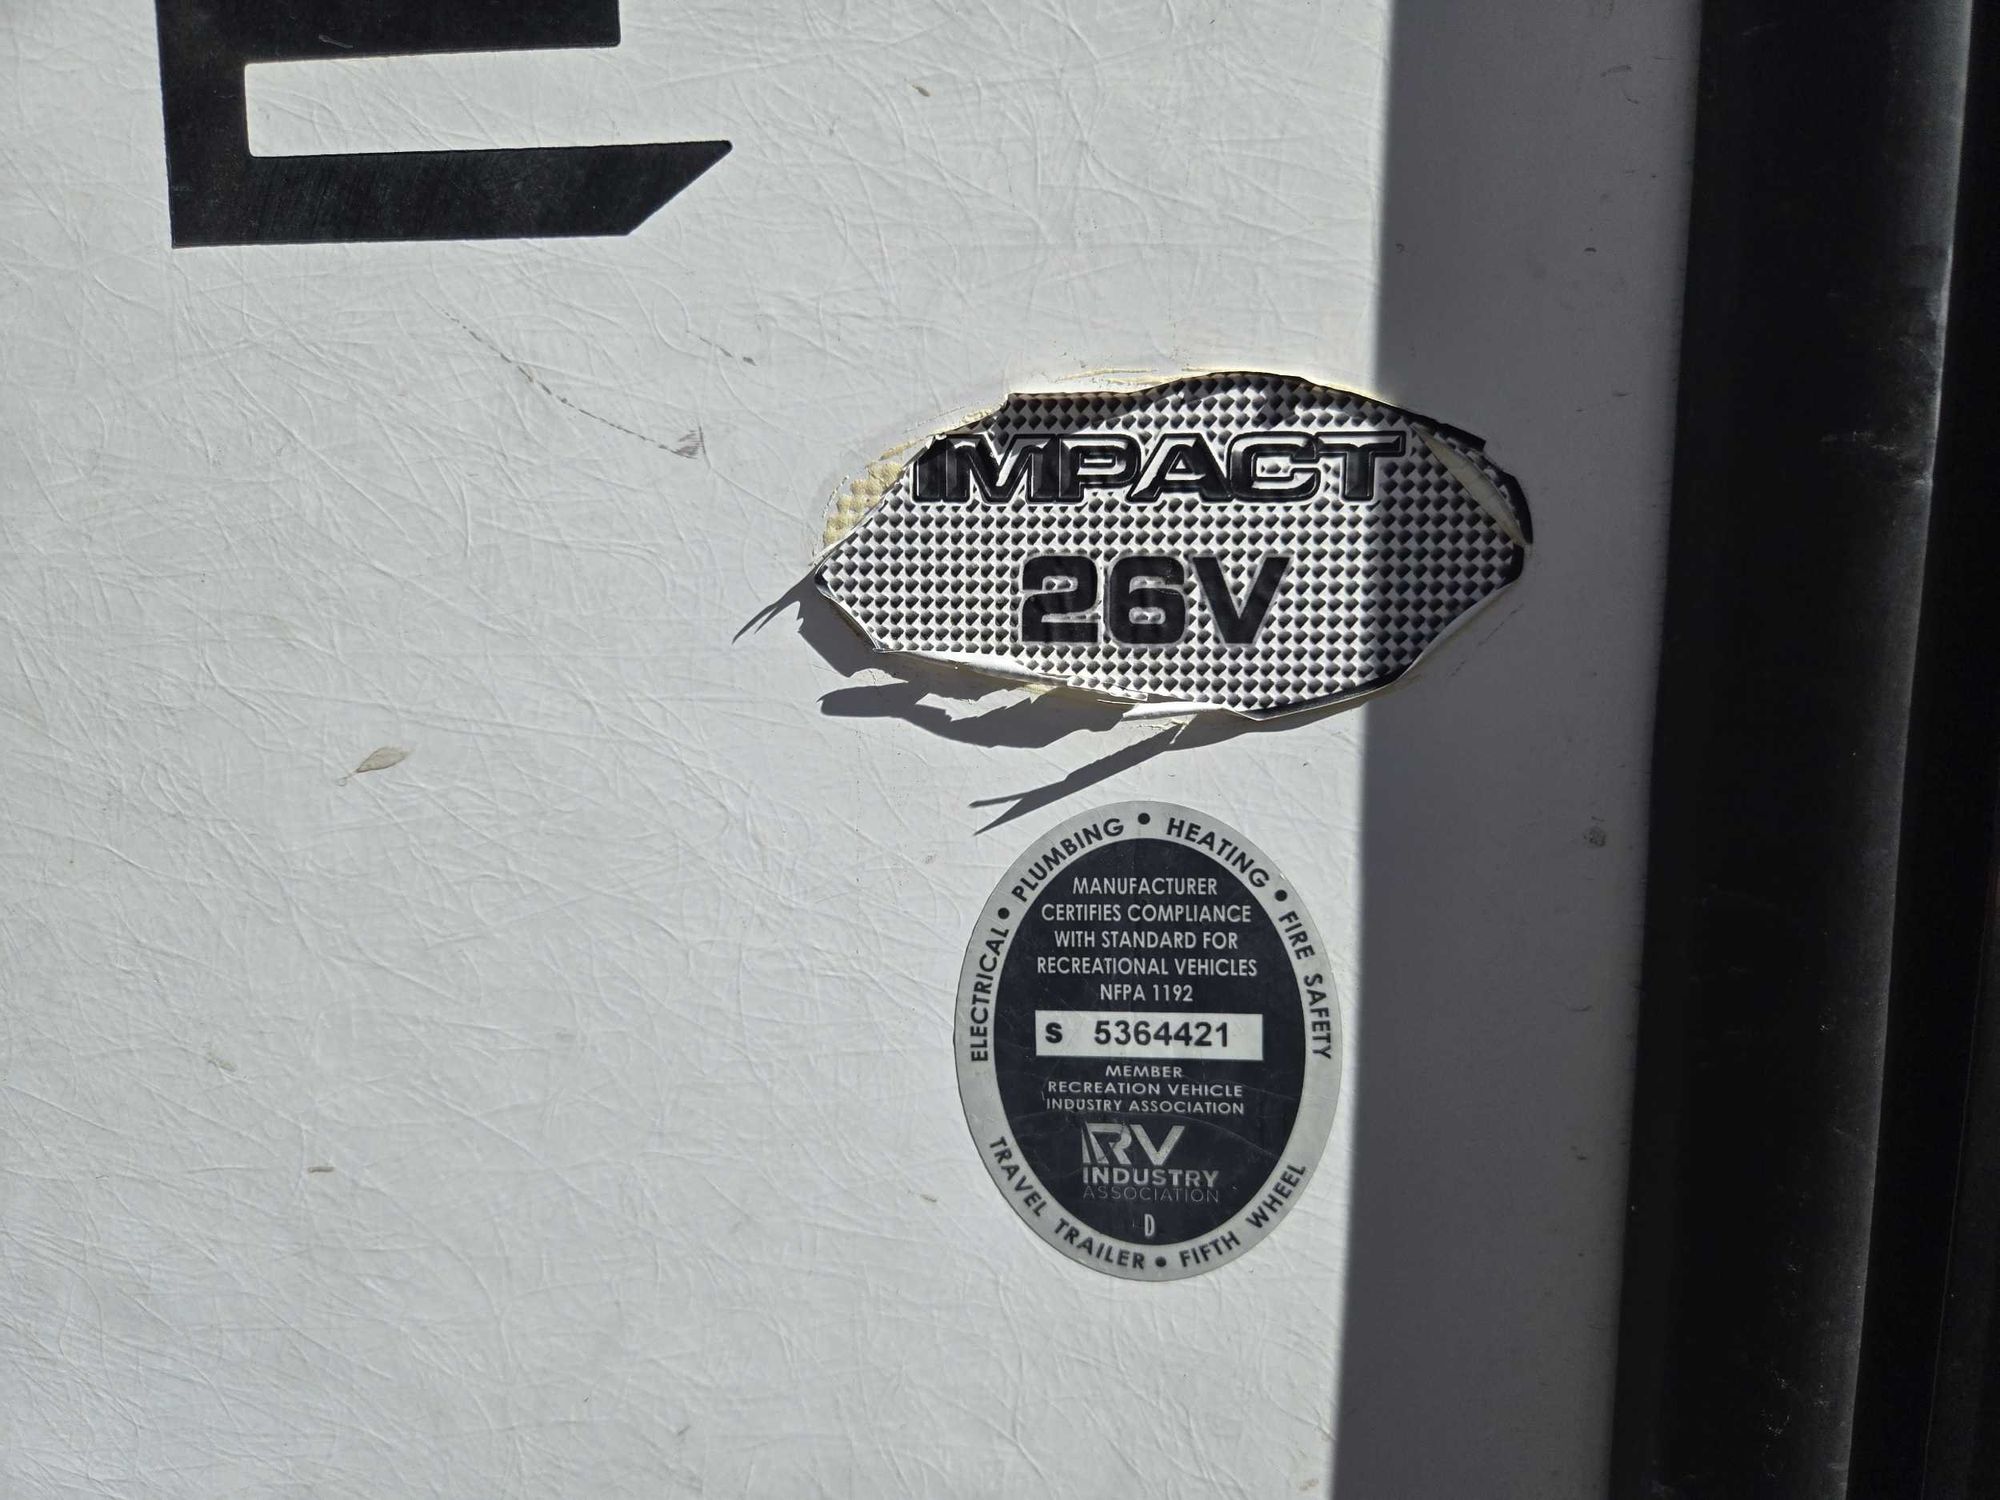 E
IMPACT
26V
ELECTRICAL • PLUMBING • HEATING • FIRE SAFETY
MANUFACTURER
CERTIFIES COMPLIANCE
WITH STANDARD FOR
RECREATIONAL VEHICLES
NFPA 1192
S 5364421
MEMBER
RECREATION VEHICLE
INDUSTRY ASSOCIATION
RV
INDUSTRY
ASSOCIATION
D
TRAVEL TRAILER • FIFTH WHEEL